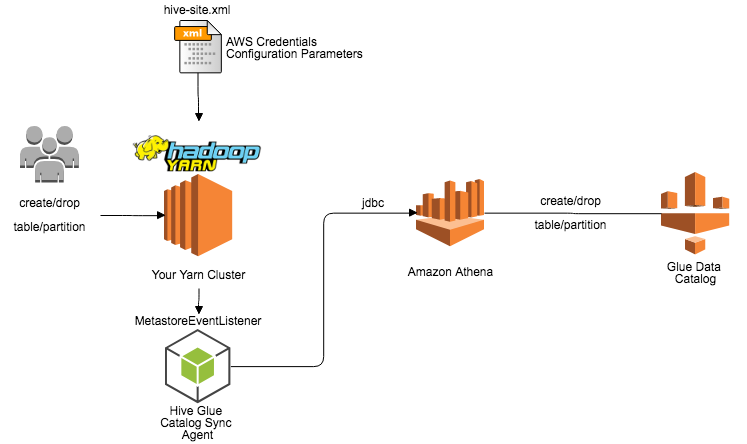 hive-site.xml
xml
AWS Credentials
Configuration Parameters
hadoop
YARN
create/drop
table/partition
Your Yarn Cluster
jdbc
Amazon Athena
create/drop
table/partition
Glue Data
Catalog
MetastoreEventListener
Hive Glue
Catalog Sync
Agent